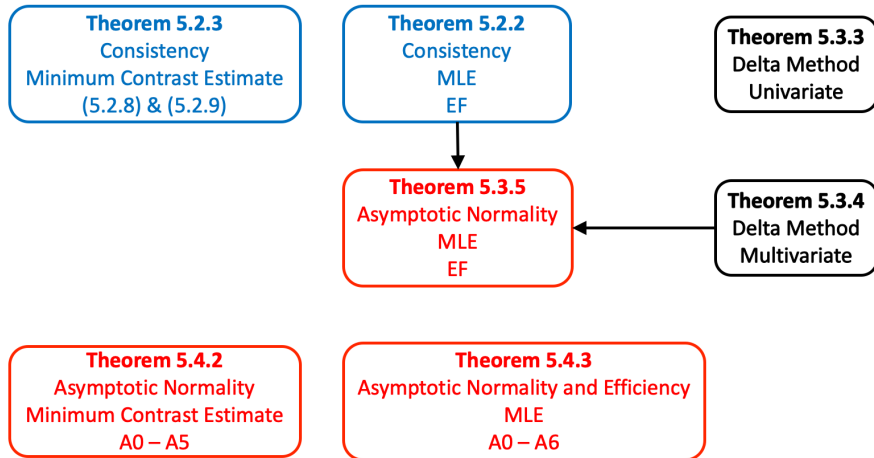 Theorem 5.2.3
Consistency
Minimum Contrast Estimate
(5.2.8) & (5.2.9)
Theorem 5.2.2
Consistency
MLE
EF
Theorem 5.3.3
Delta Method
Univariate
Theorem 5.3.5
Asymptotic Normality
MLE
EF
Theorem 5.3.4
Delta Method
Multivariate
Theorem 5.4.2
Asymptotic Normality
Minimum Contrast Estimate
A0 – A5
Theorem 5.4.3
Asymptotic Normality and Efficiency
MLE
A0 – A6